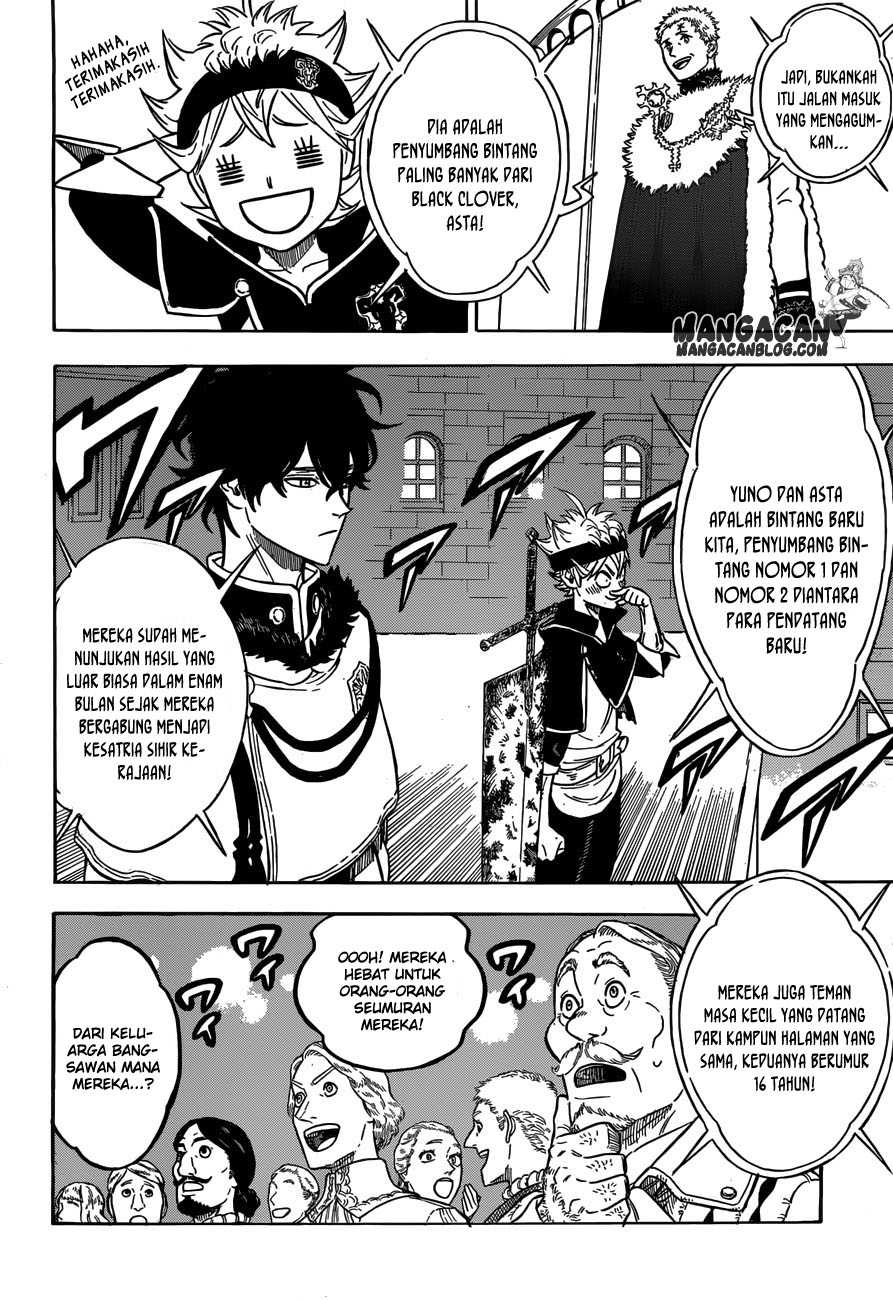 JADI, BUKANKAH
ITU JALAN MASUK
YANG MENGAGUM-
KAN...
DIA ADALAH
PENYUMBANG BINTANG
PALING BANYAK DARI
BLACK CLOVER,
ASTA!
HAHAHA,
TERIMAKASIH
TERIMAKASIH.
MANGACAN
MANGACANBLOG.COM
YUNO DAN ASTA
ADALAH BINTANG BARU
KITA, PENYUMBANG BIN-
TANG NOMOR 1 DAN
NOMOR 2 DIANTARA
PARA PENDATANG
BARU!
MEREKA SUDAH ME-
NUNJUKAN HASIL YANG
LUAR BIASA DALAM ENAM
BULAN SEJAK MEREKA
BERGABUNG MENJADI
KESATRIA SIHIR KE-
RAJAAN!
MEREKA JUGA TEMAN
MASA KECIL YANG DATANG
DARI KAMPUN HALAMAN YANG
SAMA, KEDUANYA BERUMUR
16 TAHUN!
OOOH! MEREKA
HEBAT UNTUK
ORANG-ORANG
SEUMURAN
MEREKA!
DARI KELU-
ARGA BANG-
SAWAN MANA
MEREKA...?